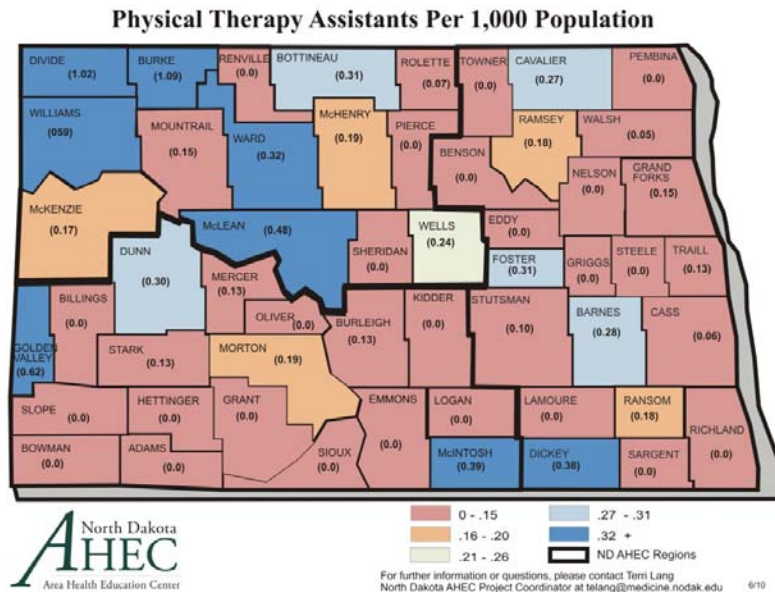 Physical Therapy Assistants Per 1,000 Population
DIVIDE
(1.02)
BURKE
(1.09)
RENVILLE
(0.0)
BOTTINEAU
(0.31)
ROLETTE
(0.07)
TOWNER
(0.0)
CAVALIER
(0.27)
PEMBINA
(0.0)
WILLIAMS
(059)
MOUNTRAIL
(0.15)
WARD
(0.32)
McHENRY
(0.19)
PIERCE
(0.0)
BENSON
(0.0)
RAMSEY
(0.18)
WALSH
(0.05)
NELSON
(0.0)
GRAND
FORKS
(0.15)
McKENZIE
(0.17)
DUNN
(0.30)
McLEAN
(0.48)
MERCER
(0.13)
SHERIDAN
(0.0)
WELLS
(0.24)
EDDY
(0.0)
FOSTER
(0.31)
GRIGGS
(0.0)
STEELE
(0.0)
TRAILL
(0.13)
GOLDEN
VALLEY
(0.62)
BILLINGS
(0.0)
STARK
(0.13)
OLIVER
(0.0)
MORTON
(0.19)
BURLEIGH
(0.13)
KIDDER
(0.0)
STUTSMAN
(0.10)
BARNES
(0.28)
CASS
(0.06)
SLOPE
(0.0)
HETTINGER
(0.0)
GRANT
(0.0)
EMMONS
(0.0)
LOGAN
(0.0)
LAMOURE
(0.0)
RANSOM
(0.18)
RICHLAND
(0.0)
BOWMAN
(0.0)
ADAMS
(0.0)
SIOUX
(0.0)
McINTOSH
(0.39)
DICKEY
(0.38)
SARGENT
(0.0)
North Dakota
AHEC
Area Health Education Center
0 - .15
.16 - .20
.21 - .26
.27 - .31
.32 +
ND AHEC Regions
For further information or questions, please contact Terri Lang
North Dakota AHEC Project Coordinator at telang@medicine.nodak.edu
6/10